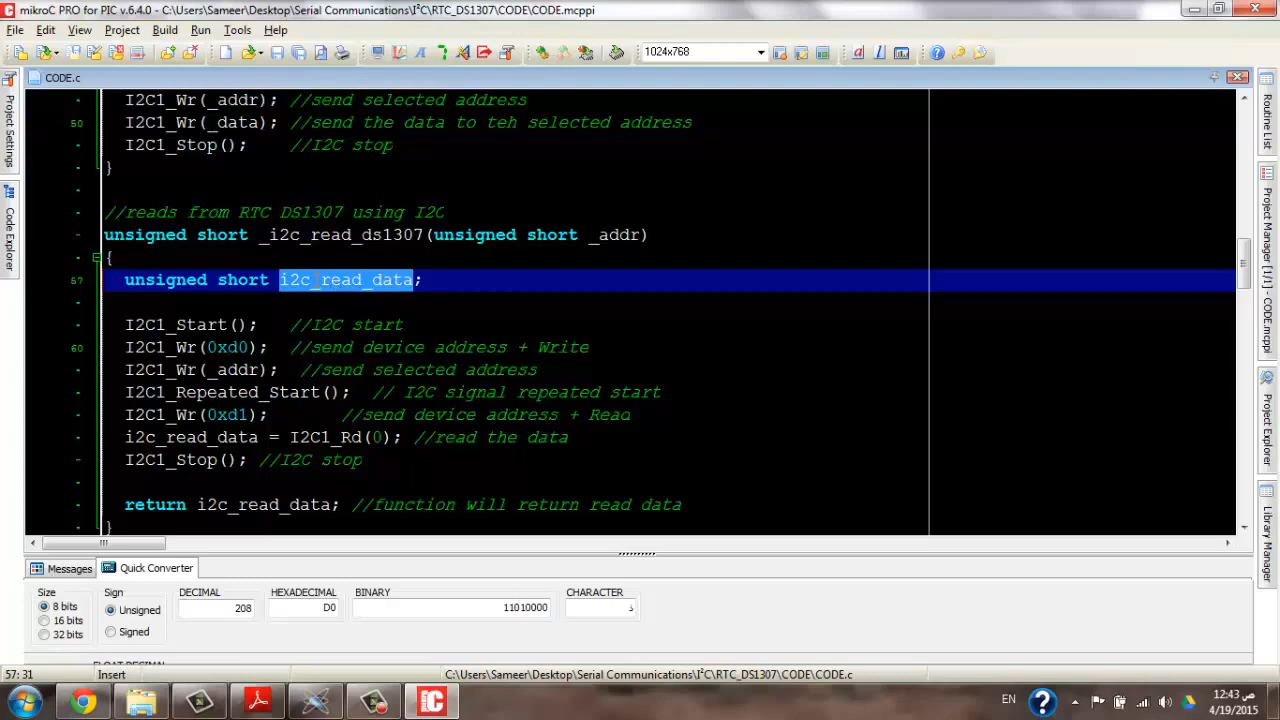 mikroC PRO for PIC v.6.4.0 - C:\Users\Sameer\Desktop\Serial Communications\I²C\RTC_DS1307\CODE\CODE.mcppi
File Edit View Project Build Run Tools Help
1024x768
CODE.c
I2C1_Wr(_addr); //send selected address
50 I2C1_Wr(_data); //send the data to teh selected address
I2C1_Stop(); //I2C stop
}
//reads from RTC DS1307 using I2C
unsigned short _i2c_read_ds1307(unsigned short _addr)
{
57 unsigned short i2c_read_data;
I2C1_Start(); //I2C start
60 I2C1_Wr(0xd0); //send device address + Write
I2C1_Wr(_addr); //send selected address
I2C1_Repeated_Start(); // I2C signal repeated start
I2C1_Wr(0xd1); //send device address + Read
i2c_read_data = I2C1_Rd(0); //read the data
I2C1_Stop(); //I2C stop
return i2c_read_data; //function will return read data
}
Project Settings
Code Explorer
Routine List
Project Manager [1/1] - CODE.mcppi
Project Explorer
Library Manager
Messages Quick Converter
Size Sign DECIMAL HEXADECIMAL BINARY CHARACTER
8 bits Unsigned 208 D0 11010000 ذ
16 bits
32 bits Signed
FLOAT DECIMAL
57: 31 Insert C:\Users\Sameer\Desktop\Serial Communications\I²C\RTC_DS1307\CODE\CODE.c
EN 12:43 ص
4/19/2015